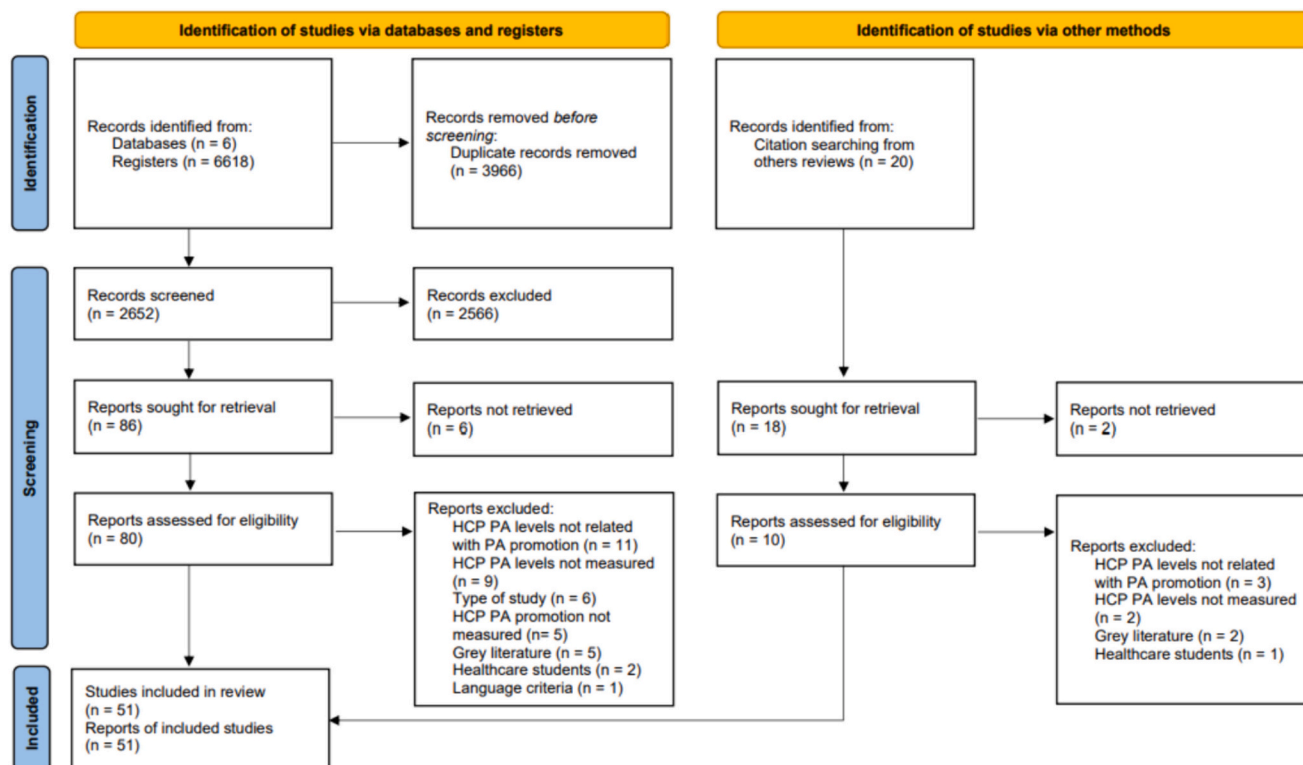 Identification of studies via databases and registers
Identification of studies via other methods
Identification
Records identified from:
Databases (n = 6)
Registers (n = 6618)
Records removed before
screening:
Duplicate records removed
(n = 3966)
Records identified from:
Citation searching from
others reviews (n = 20)
Screening
Records screened
(n = 2652)
Records excluded
(n = 2566)
Reports sought for retrieval
(n = 86)
Reports not retrieved
(n = 6)
Reports sought for retrieval
(n = 18)
Reports not retrieved
(n = 2)
Reports assessed for eligibility
(n = 80)
Reports excluded:
HCP PA levels not related
with PA promotion (n = 11)
HCP PA levels not measured
(n = 9)
Type of study (n = 6)
HCP PA promotion not
measured (n= 5)
Grey literature (n = 5)
Healthcare students (n = 2)
Language criteria (n = 1)
Reports assessed for eligibility
(n = 10)
Reports excluded:
HCP PA levels not related
with PA promotion (n = 3)
HCP PA levels not measured
(n = 2)
Grey literature (n = 2)
Healthcare students (n = 1)
Included
Studies included in review
(n = 51)
Reports of included studies
(n = 51)